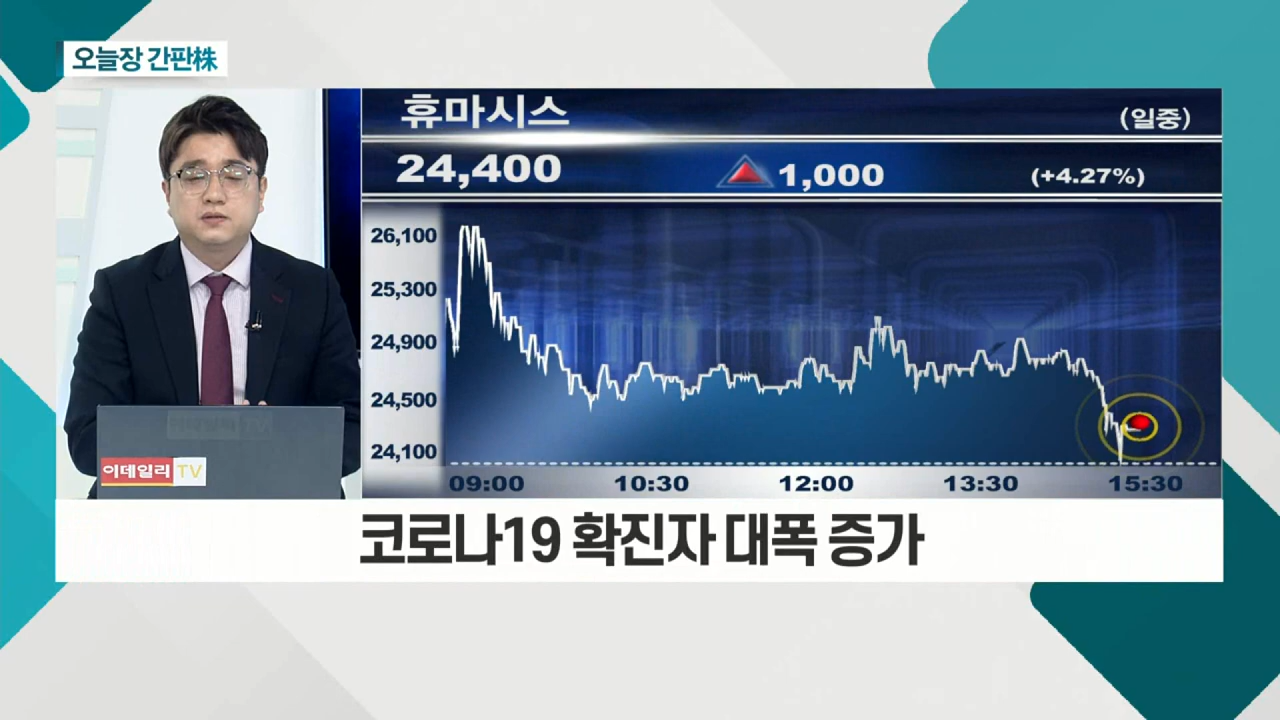 오늘장 간판株
휴마시스
(일중)
24,400
1,000
(+4.27%)
26,100
25,300
24,900
24,500
24,100
09:00
10:30
12:00
13:30
15:30
이데일리 TV
코로나19 확진자 대폭 증가